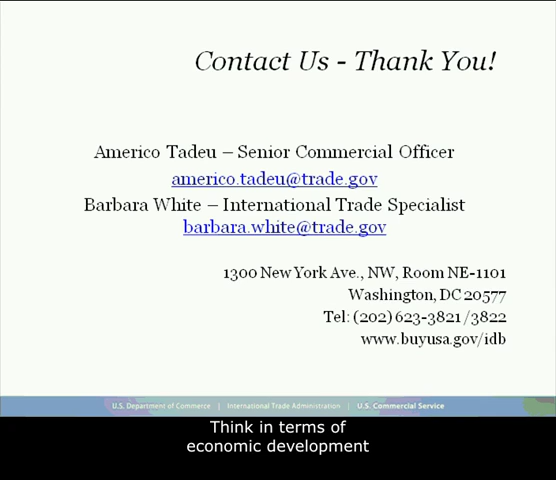 Contact Us - Thank You!
Americo Tadeu – Senior Commercial Officer
americo.tadeu@trade.gov
Barbara White – International Trade Specialist
barbara.white@trade.gov
1300 New York Ave., NW, Room NE-1101
Washington, DC 20577
Tel: (202) 623-3821 /3822
www.buyusa.gov/idb
U.S. Department of Commerce | International Trade Administration | U.S. Commercial Service
Think in terms of
economic development